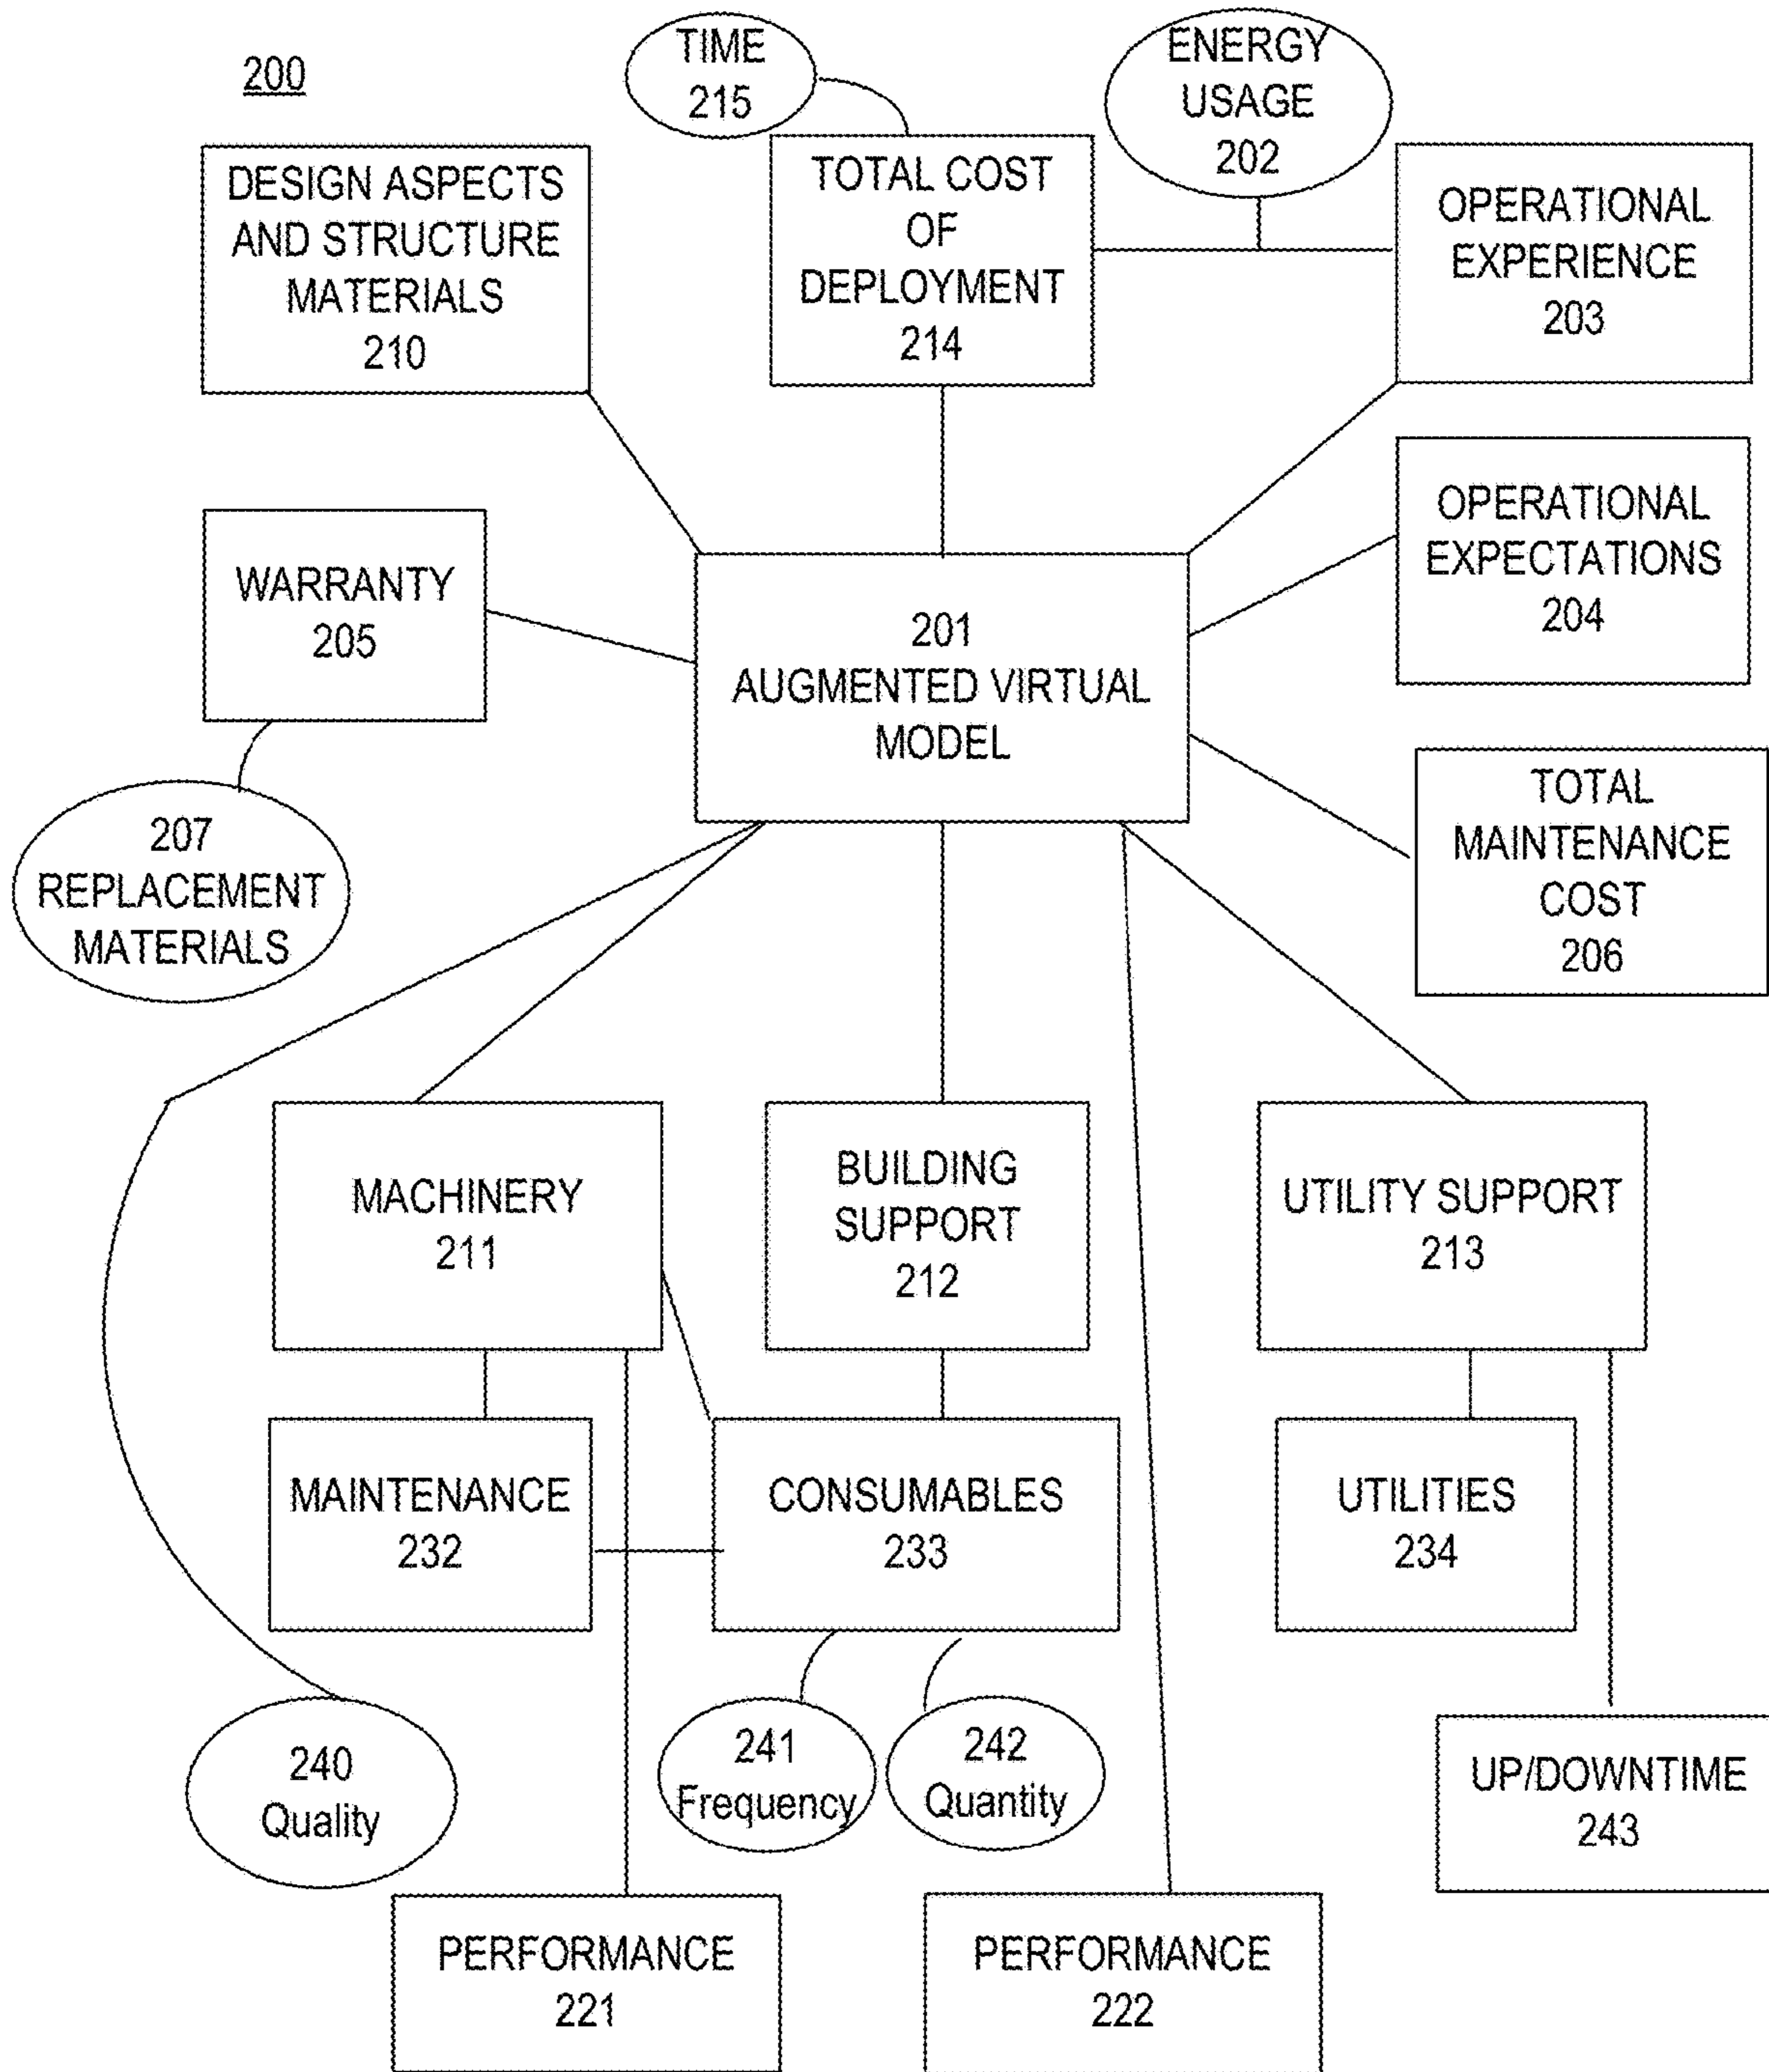 200
TIME
215
ENERGY
USAGE
202
DESIGN ASPECTS
AND STRUCTURE
MATERIALS
210
TOTAL COST
OF
DEPLOYMENT
214
OPERATIONAL
EXPERIENCE
203
WARRANTY
205
201
AUGMENTED VIRTUAL
MODEL
OPERATIONAL
EXPECTATIONS
204
207
REPLACEMENT
MATERIALS
TOTAL
MAINTENANCE
COST
206
MACHINERY
211
BUILDING
SUPPORT
212
UTILITY SUPPORT
213
MAINTENANCE
232
CONSUMABLES
233
UTILITIES
234
240
Quality
241
Frequency
242
Quantity
UP/DOWNTIME
243
PERFORMANCE
221
PERFORMANCE
222